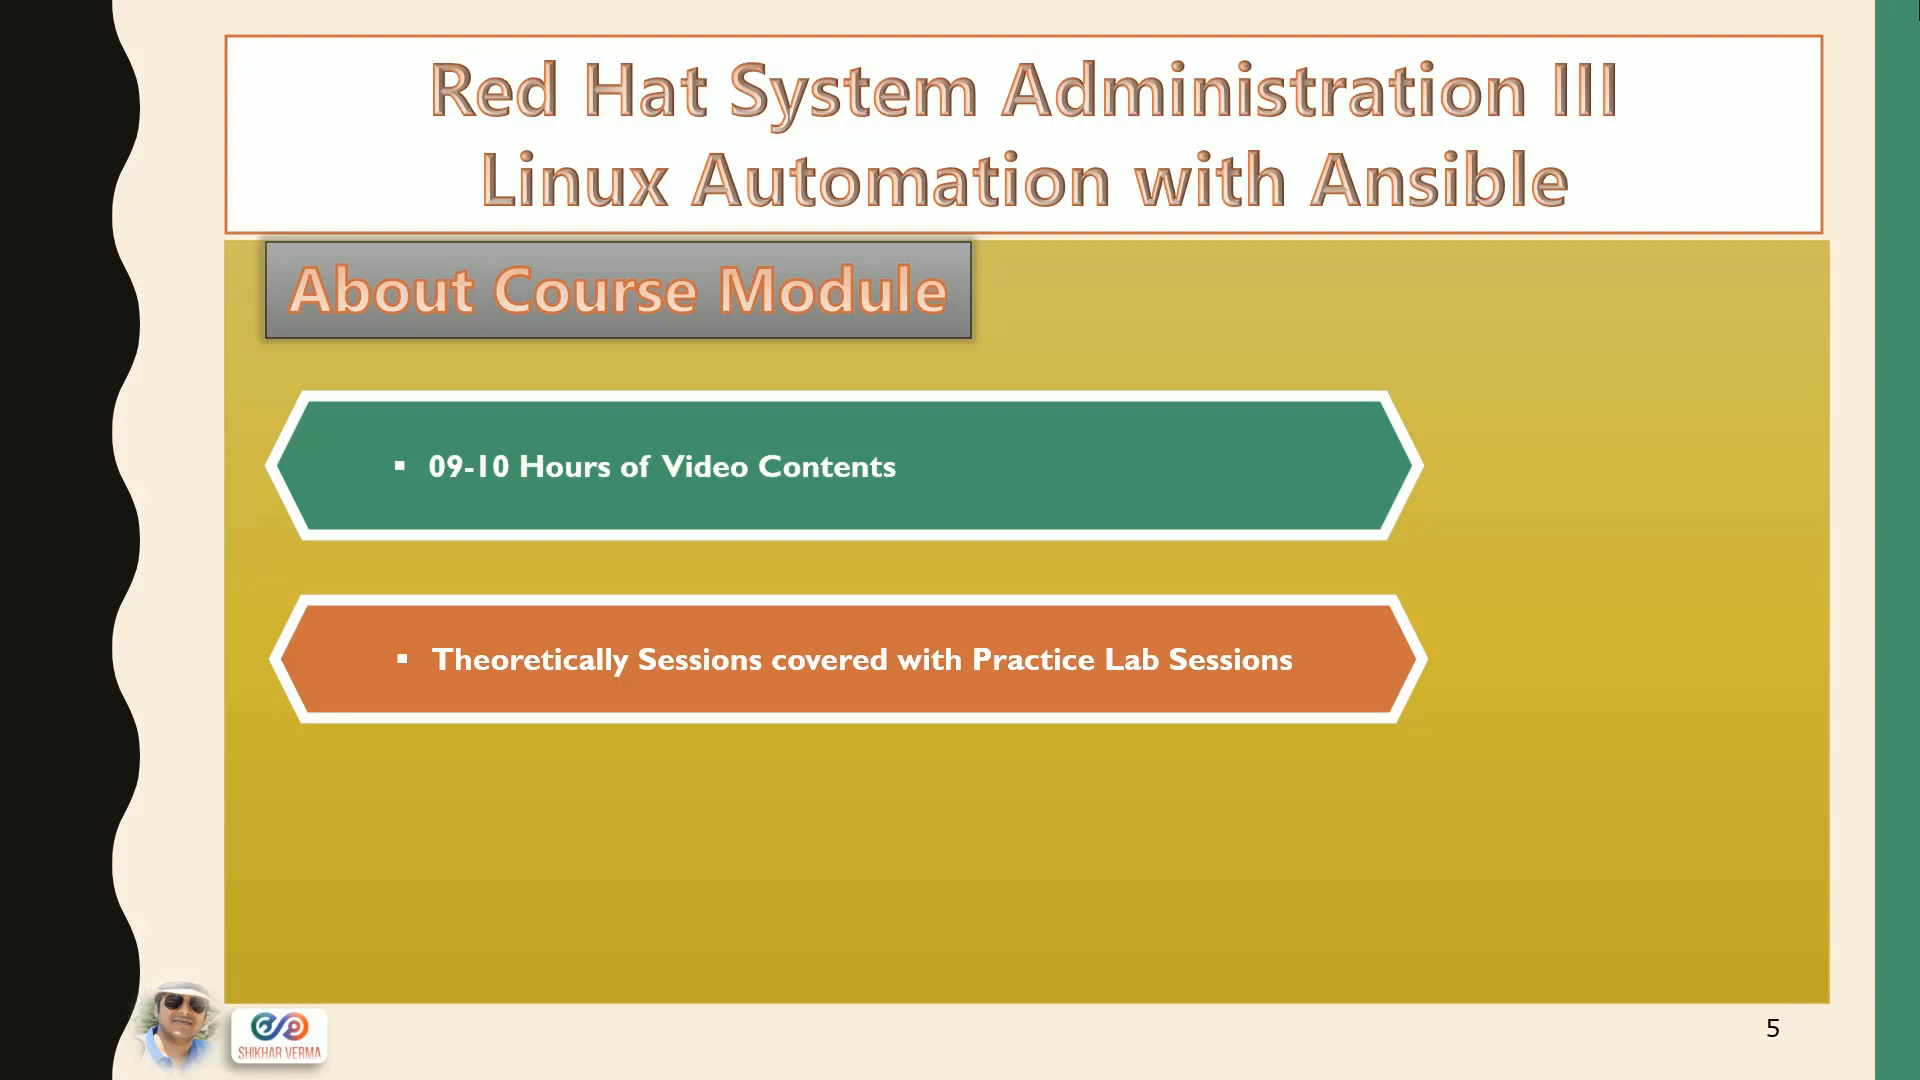 Red Hat System Administration III
Linux Automation with Ansible
About Course Module
▪ 09-10 Hours of Video Contents
▪ Theoretically Sessions covered with Practice Lab Sessions
SHIKHAR VERMA
5